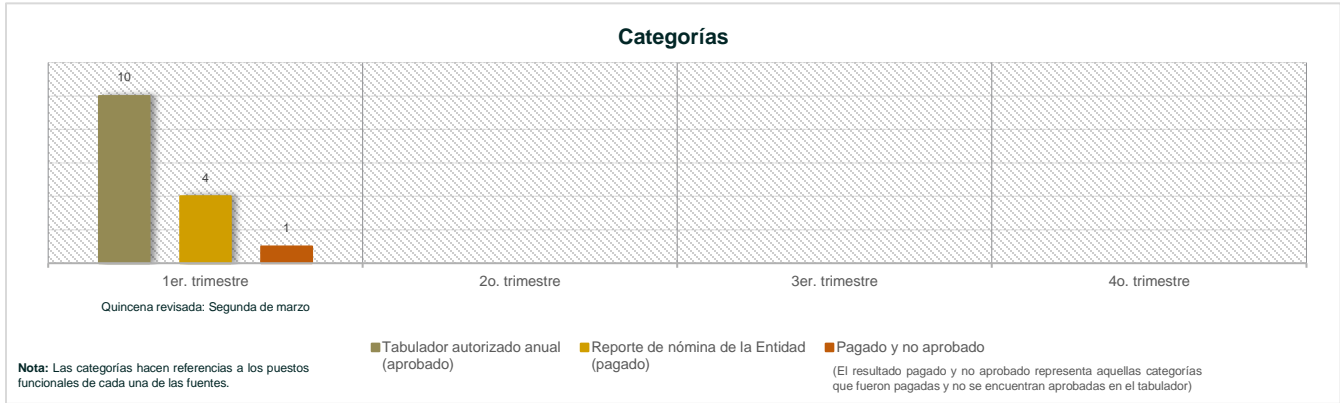 Categorías
10
4
1
1er. trimestre
2o. trimestre
3er. trimestre
4o. trimestre
Quincena revisada: Segunda de marzo
Tabulador autorizado anual
(aprobado)
Reporte de nómina de la Entidad
(pagado)
Pagado y no aprobado
(El resultado pagado y no aprobado representa aquellas categorías
que fueron pagadas y no se encuentran aprobadas en el tabulador)
Nota: Las categorías hacen referencias a los puestos
funcionales de cada una de las fuentes.